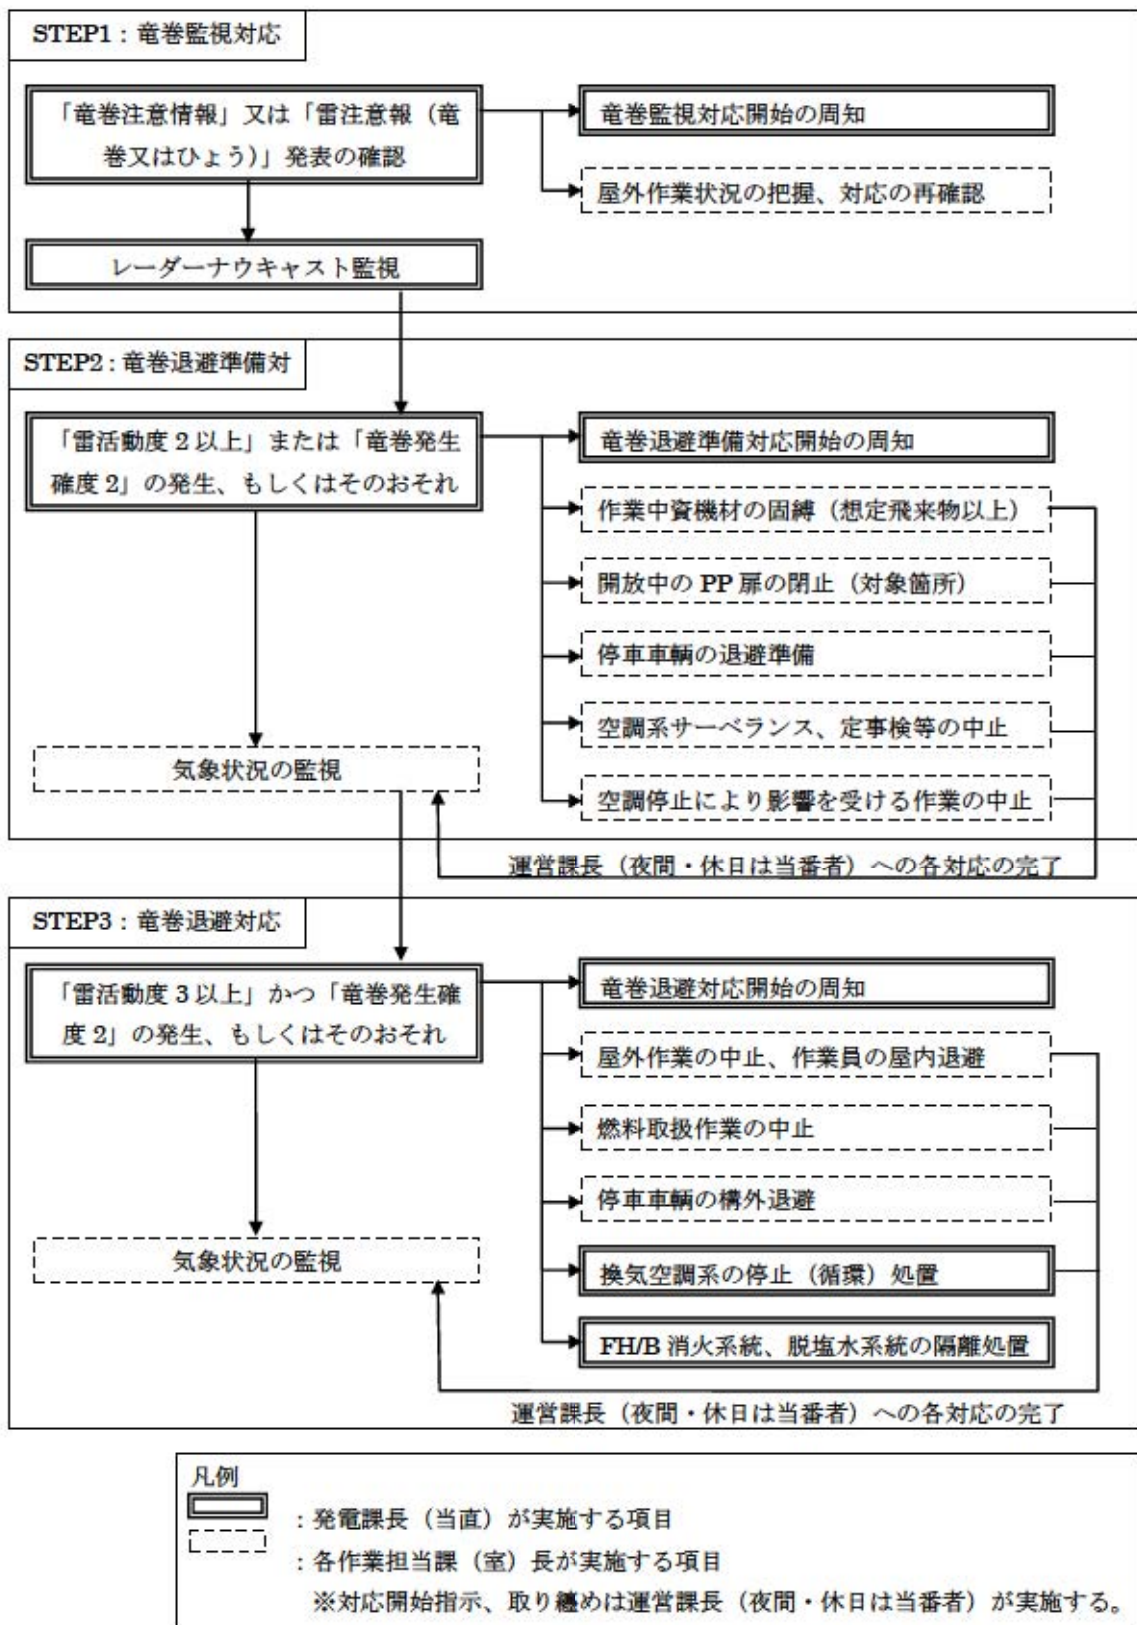 STEP1：竜巻監視対応
「竜巻注意情報」又は「雷注意報（竜
巻又はひょう）」発表の確認
竜巻監視対応開始の周知
屋外作業状況の把握、対応の再確認
レーダーナウキャスト監視
STEP2：竜巻退避準備対
「雷活動度 2 以上」または「竜巻発生
確度 2」の発生、もしくはそのおそれ
竜巻退避準備対応開始の周知
作業中資機材の固縛（想定飛来物以上）
開放中の PP 扉の閉止（対象箇所）
停車車輌の退避準備
空調系サーベランス、定事検等の中止
気象状況の監視
空調停止により影響を受ける作業の中止
運営課長（夜間・休日は当番者）への各対応の完了
STEP3：竜巻退避対応
「雷活動度 3 以上」かつ「竜巻発生確
度 2」の発生、もしくはそのおそれ
竜巻退避対応開始の周知
屋外作業の中止、作業員の屋内退避
燃料取扱作業の中止
停車車輌の構外退避
気象状況の監視
換気空調系の停止（循環）処置
FH/B 消火系統、脱塩水系統の隔離処置
運営課長（夜間・休日は当番者）への各対応の完了
凡例
：発電課長（当直）が実施する項目
：各作業担当課（室）長が実施する項目
※対応開始指示、取り纏めは運営課長（夜間・休日は当番者）が実施する。